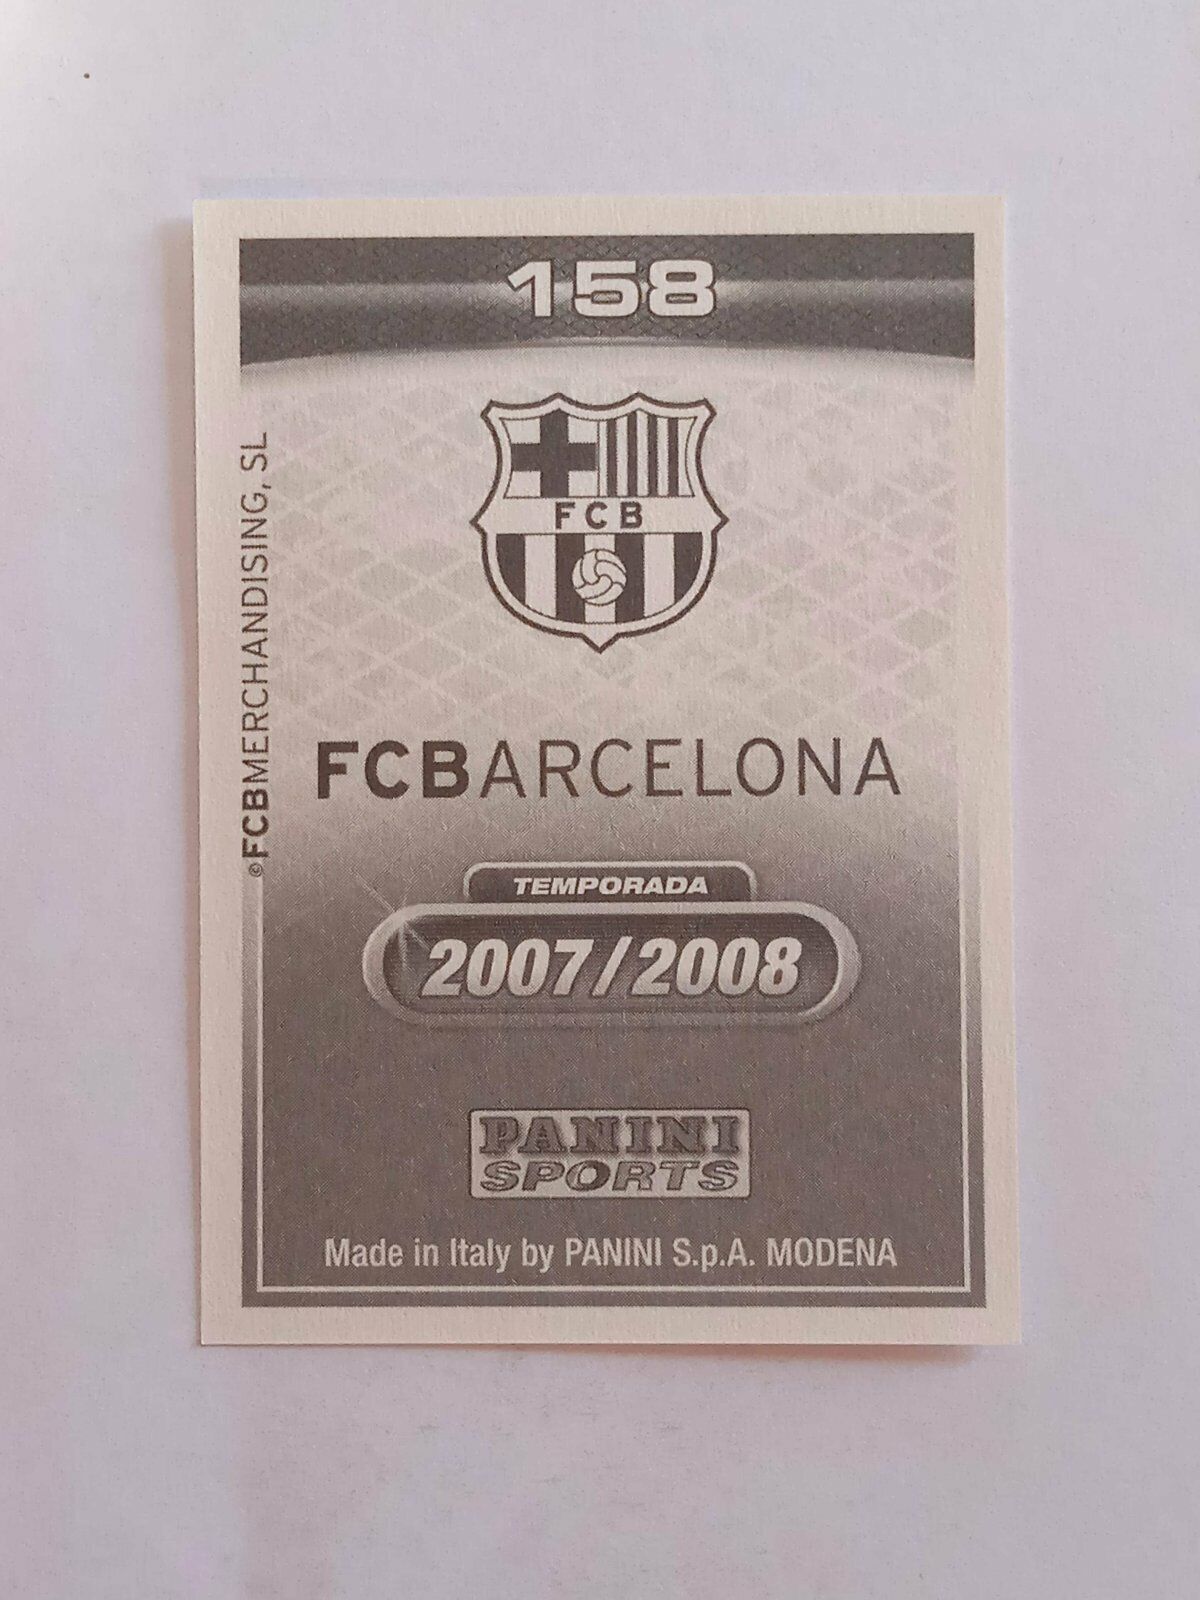 158
FCB
FCBARCELONA
©FCBMERCHANDISING, SL
TEMPORADA
2007/2008
PANINI
SPORTS
Made in Italy by PANINI S.p.A. MODENA